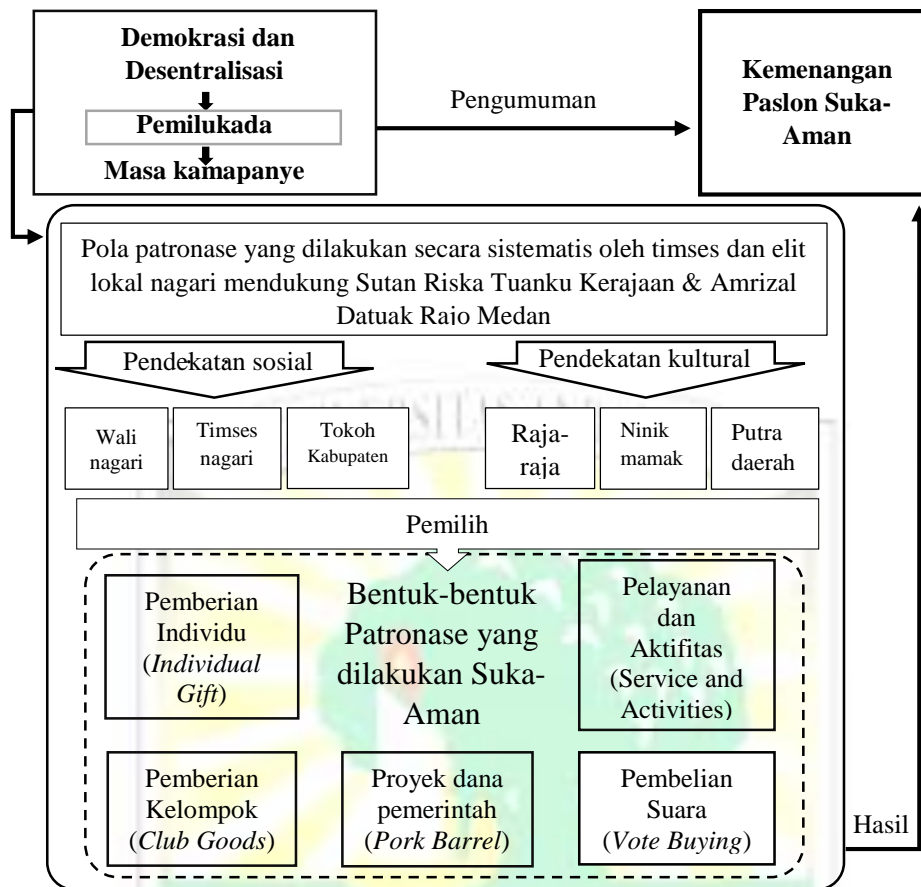 Demokrasi dan
Desentralisasi
Pemilukada
Masa kamapanye
Pengumuman
Kemenangan
Paslon Suka-
Aman
Pola patronase yang dilakukan secara sistematis oleh timses dan elit
lokal nagari mendukung Sutan Riska Tuanku Kerajaan & Amrizal
Datuak Rajo Medan
Pendekatan sosial
Pendekatan kultural
Wali
nagari
Timses
nagari
Tokoh
Kabupaten
Raja-
raja
Ninik
mamak
Putra
daerah
Pemilih
Bentuk-bentuk
Patronase yang
dilakukan Suka-
Aman
Pemberian
Individu
(Individual
Gift)
Pelayanan
dan
Aktifitas
(Service and
Activities)
Pemberian
Kelompok
(Club Goods)
Proyek dana
pemerintah
(Pork Barrel)
Pembelian
Suara
(Vote Buying)
Hasil